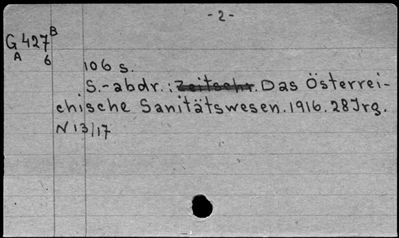 -2-
G 427 B
A 6
106 s.
S.-abdr.: Zeitschr. Das Österrei-
chische Sanitätswesen. 1916. 28 Jrg.
N 13/17